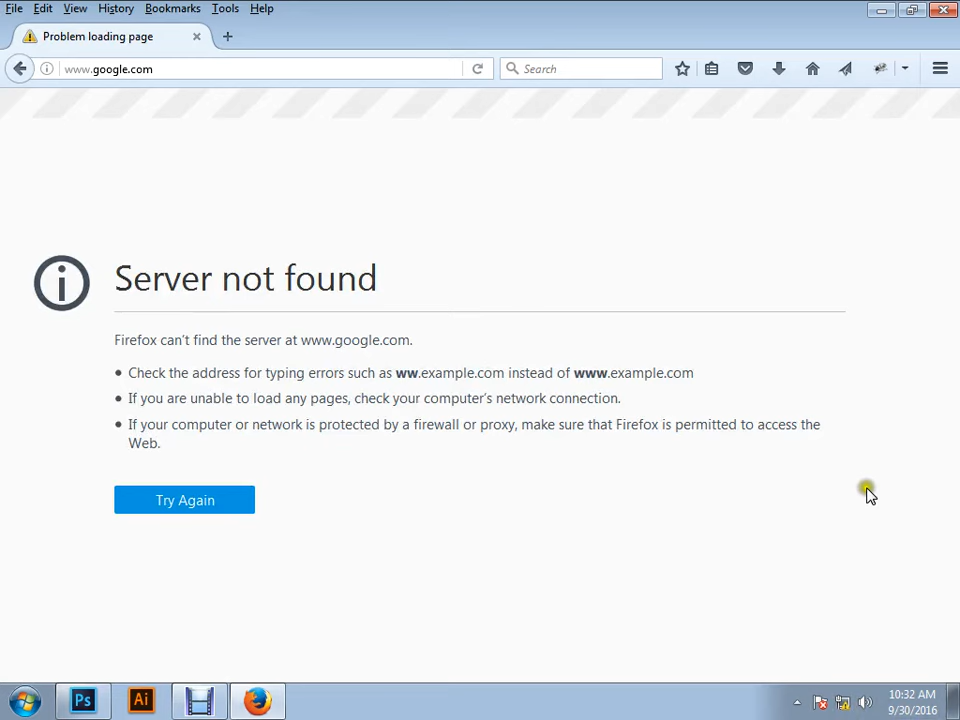 File Edit View History Bookmarks Tools Help
Problem loading page
www.google.com
Search
Server not found
Firefox can't find the server at www.google.com.
• Check the address for typing errors such as ww.example.com instead of www.example.com
• If you are unable to load any pages, check your computer's network connection.
• If your computer or network is protected by a firewall or proxy, make sure that Firefox is permitted to access the
Web.
Try Again
Ps Ai
10:32 AM
9/30/2016